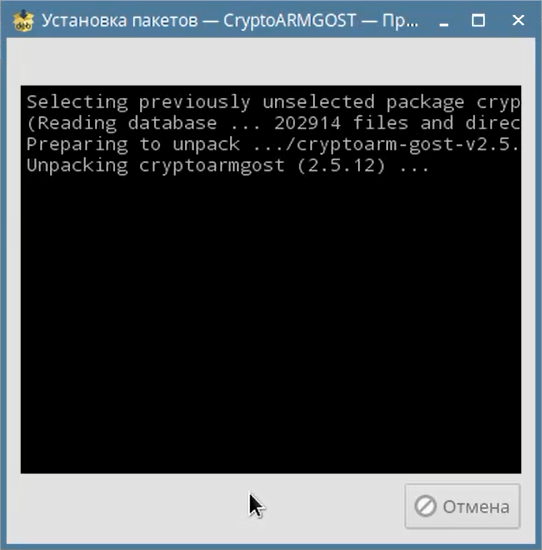 Установка пакетов — CryptoARMGOST — Пр...
Selecting previously unselected package cryp
(Reading database ... 202914 files and direc
Preparing to unpack .../cryptoarm-gost-v2.5.
Unpacking cryptoarmgost (2.5.12) ...
Отмена